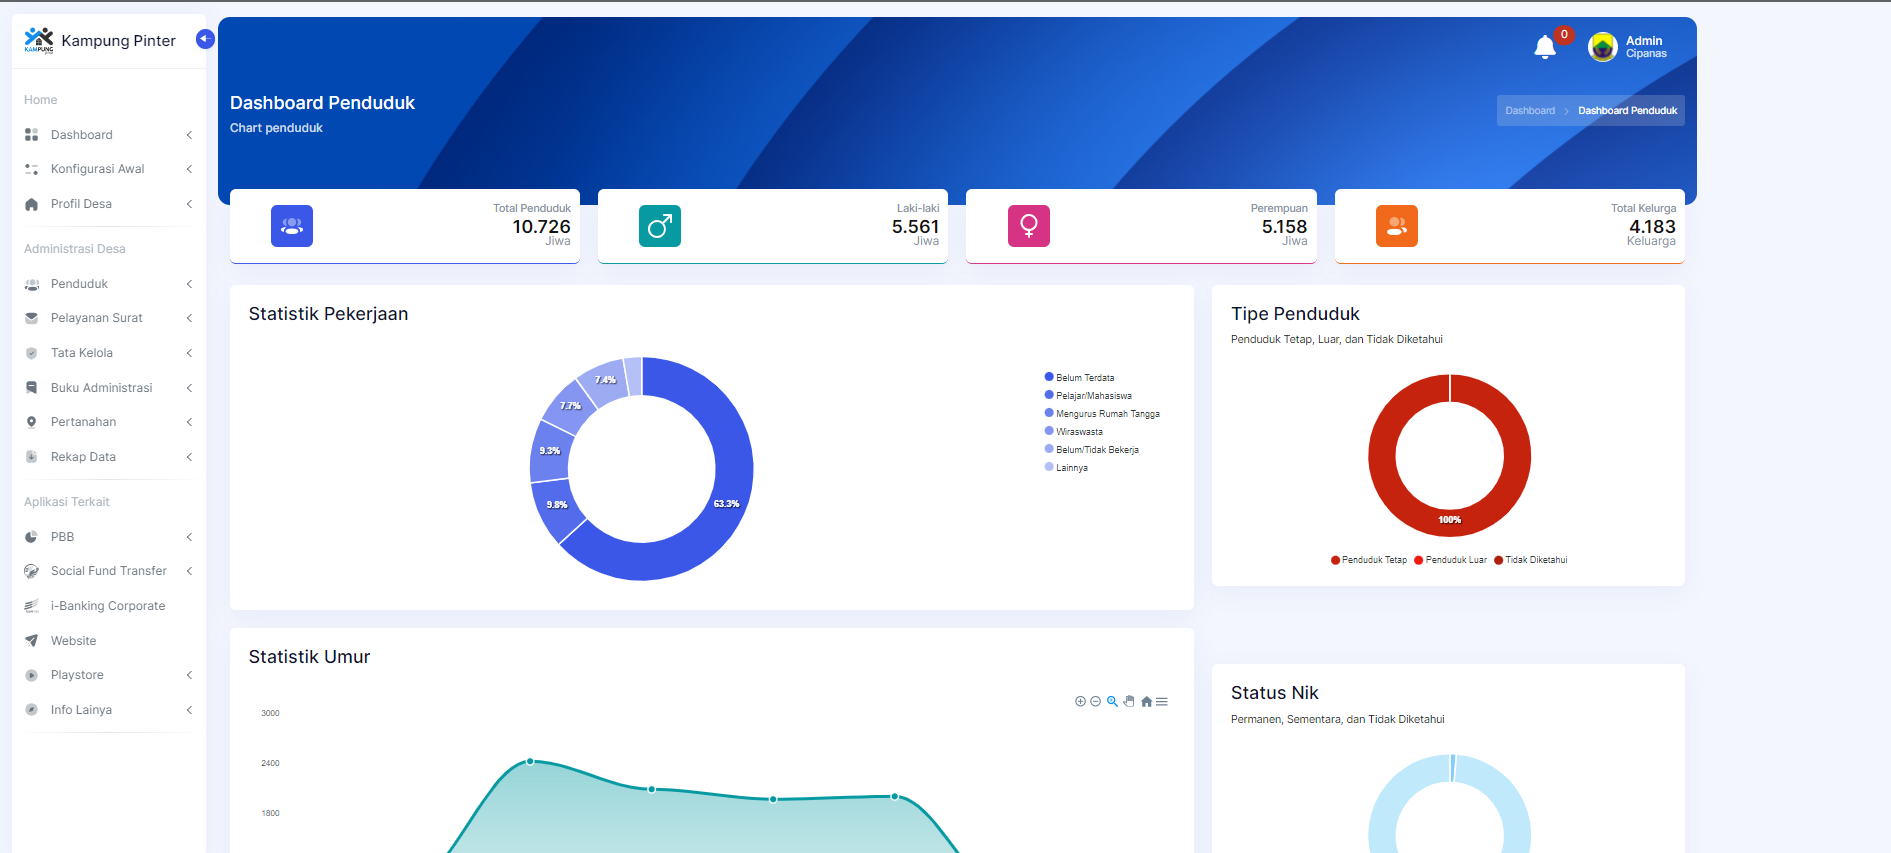 Kampung Pinter
Home
Dashboard
Konfigurasi Awal
Profil Desa
Administrasi Desa
Penduduk
Pelayanan Surat
Tata Kelola
Buku Administrasi
Pertanahan
Rekap Data
Aplikasi Terkait
PBB
Social Fund Transfer
i-Banking Corporate
Website
Playstore
Info Lainya
0
Admin
Cipanas
Dashboard Penduduk
Chart penduduk
Dashboard > Dashboard Penduduk
Total Penduduk
10.726
Jiwa
Laki-laki
5.561
Jiwa
Perempuan
5.158
Jiwa
Total Kelurga
4.183
Keluarga
Statistik Pekerjaan
7.4%
7.7%
9.3%
9.8%
63.3%
Belum Terdata
Pelajar/Mahasiswa
Mengurus Rumah Tangga
Wiraswasta
Belum/Tidak Bekerja
Lainnya
Tipe Penduduk
Penduduk Tetap, Luar, dan Tidak Diketahui
100%
Penduduk Tetap Penduduk Luar Tidak Diketahui
Statistik Umur
3000
2400
1800
Status Nik
Permanen, Sementara, dan Tidak Diketahui